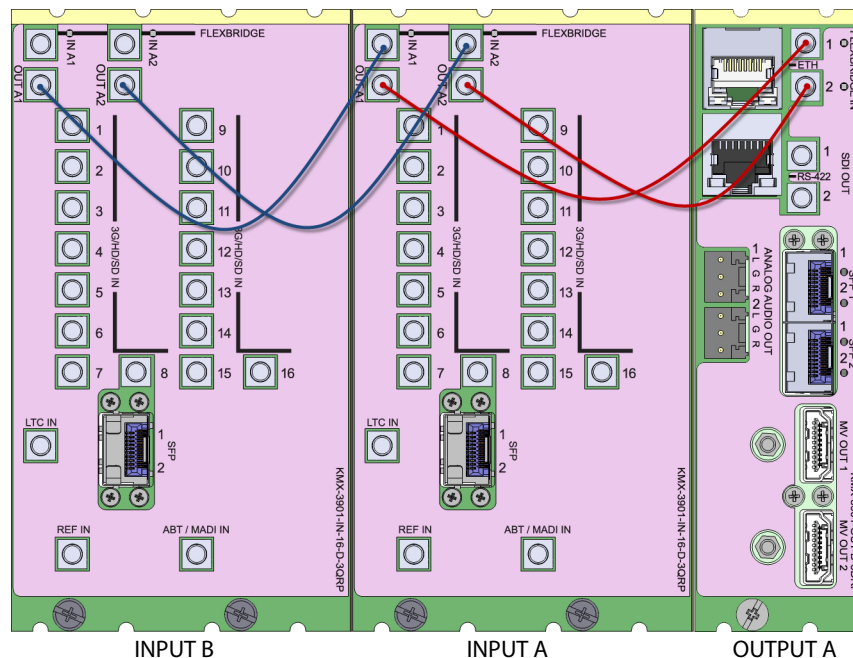 FLEXBRIDGE
IN A1
IN A2
OUT A1
OUT A2
1
2
3
4
5
6
7
8
9
10
11
12
13
14
15
16
3G/HD/SD IN
3G/HD/SD IN
LTC IN
SFP
1
2
REF IN
ABT / MADI IN
KMX-3901-IN-16-D-3QRP
INPUT B
FLEXBRIDGE
IN A1
IN A2
OUT A1
OUT A2
1
2
3
4
5
6
7
8
9
10
11
12
13
14
15
16
3G/HD/SD IN
3G/HD/SD IN
LTC IN
SFP
1
2
REF IN
ABT / MADI IN
KMX-3901-IN-16-D-3QRP
INPUT A
1
ETH
2
1
RS-422
2
SDI OUT
ANALOG AUDIO OUT
1
L
G
R
2
L
G
R
1
2
1
2
SFP 2
MV OUT 1
MV OUT 2
OUTPUT A